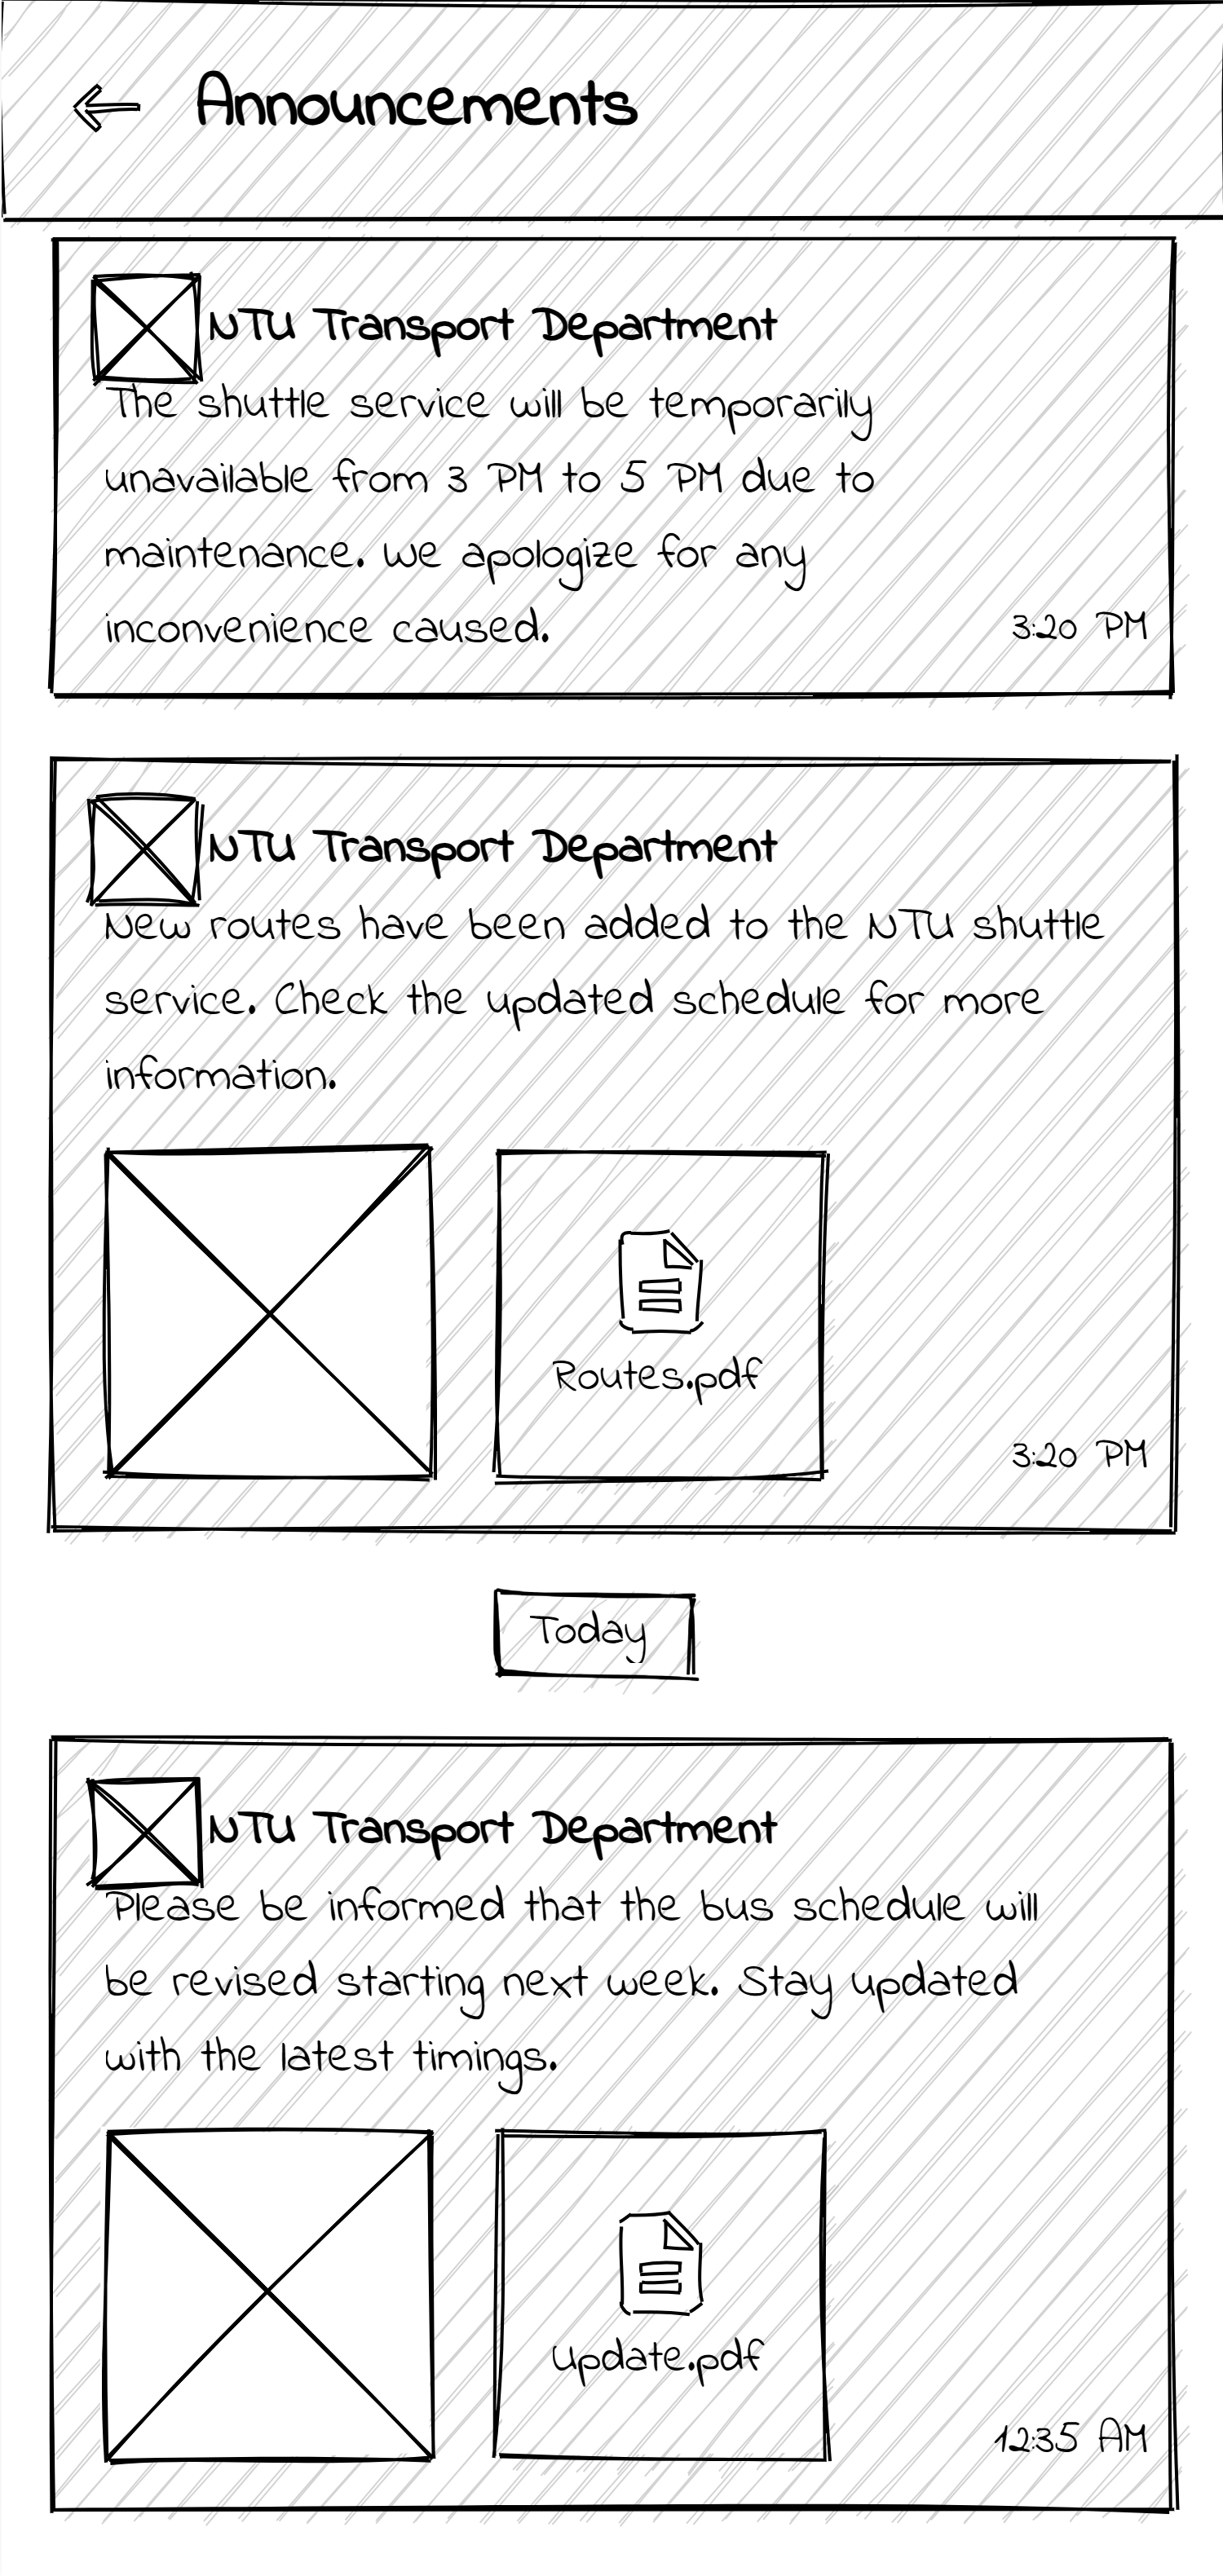 Announcements
NTU Transport Department
The shuttle service will be temporarily
unavailable from 3 PM to 5 PM due to
maintenance. We apologize for any
inconvenience caused.
3:20 PM
NTU Transport Department
New routes have been added to the NTU shuttle
service. Check the updated schedule for more
information.
Routes.pdf
3:20 PM
Today
NTU Transport Department
Please be informed that the bus schedule will
be revised starting next week. Stay updated
with the latest timings.
Update.pdf
12:35 AM